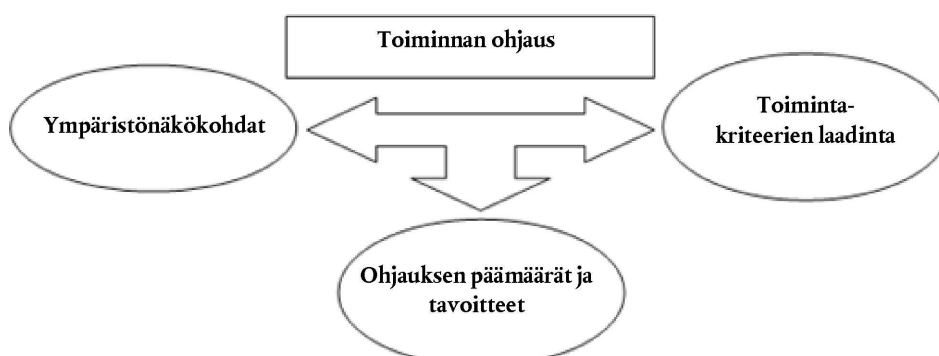 Toiminnan ohjaus
Ympäristönäkökohdat
Toiminta-
kriteerien laadinta
Ohjauksen päämäärät ja
tavoitteet